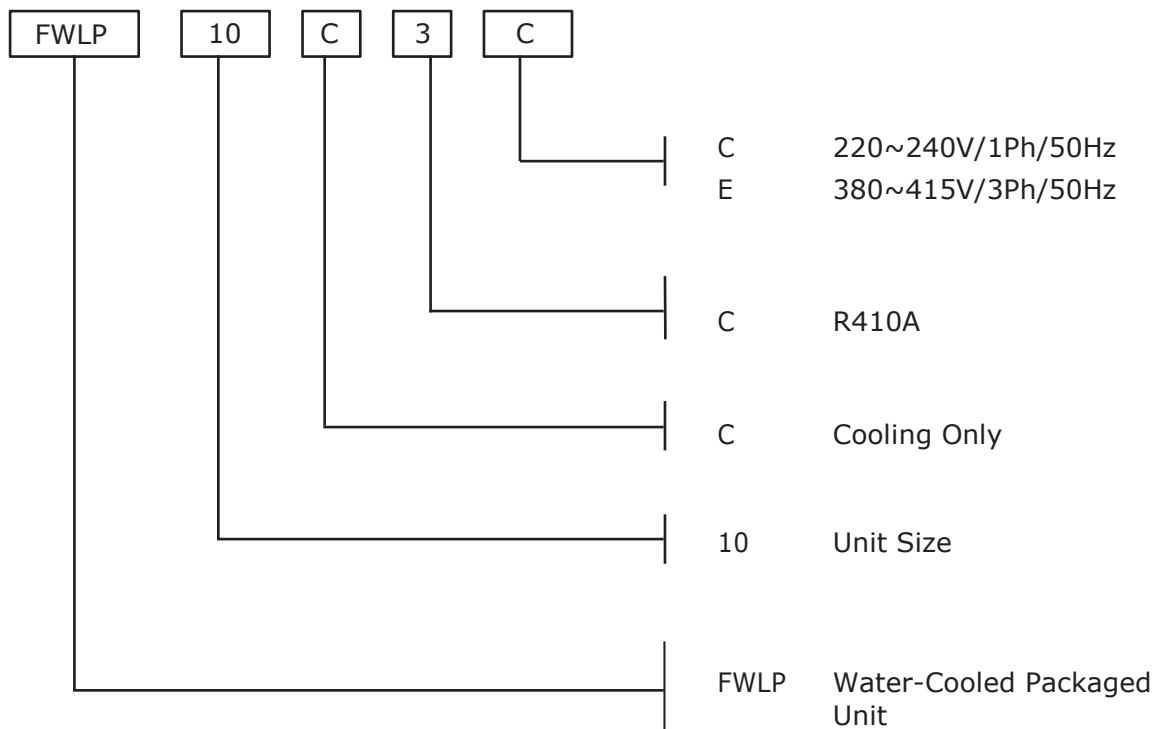 FWLP 10 C 3 C
C 220~240V/1Ph/50Hz
E 380~415V/3Ph/50Hz
C R410A
C Cooling Only
10 Unit Size
FWLP Water-Cooled Packaged
Unit